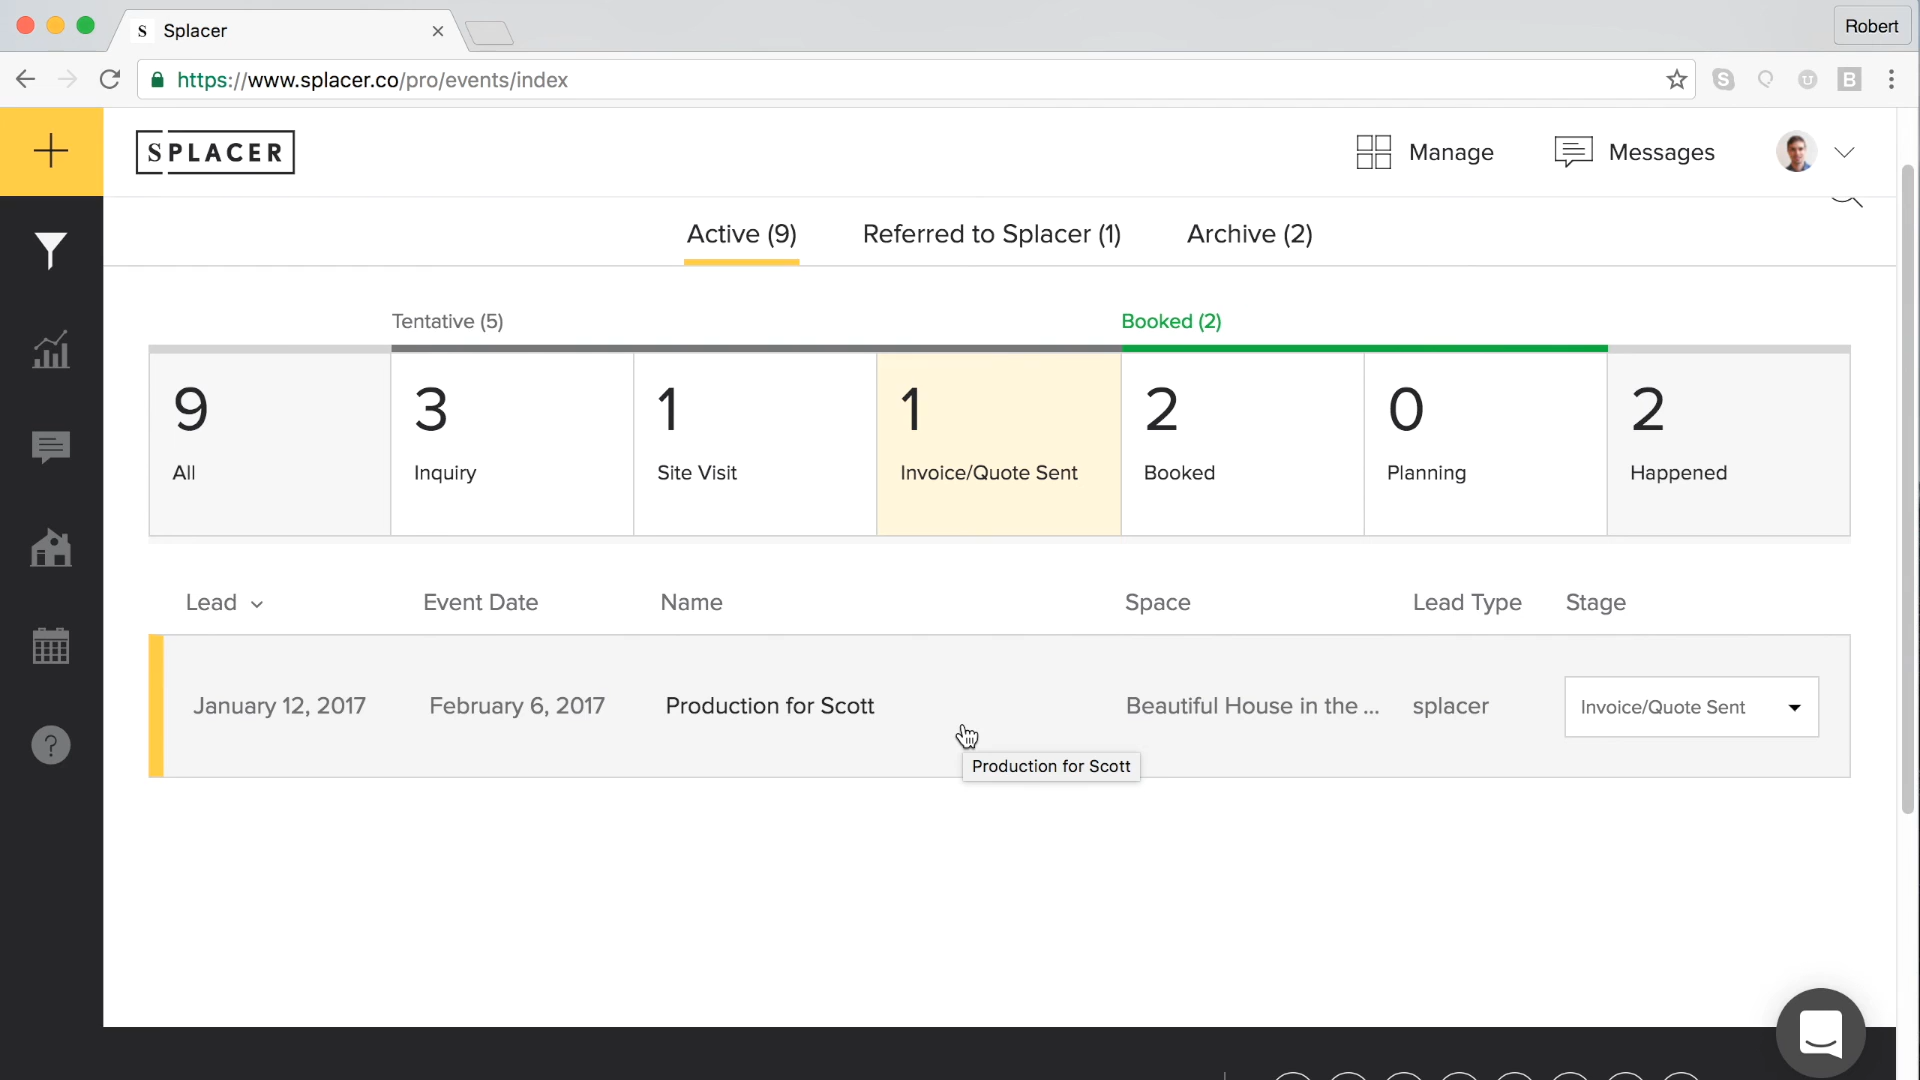 S Splacer
Robert
https://www.splacer.co/pro/events/index
SPLACER
Manage
Messages
Active (9)
Referred to Splacer (1)
Archive (2)
Tentative (5)
Booked (2)
9
3
1
1
2
0
2
All
Inquiry
Site Visit
Invoice/Quote Sent
Booked
Planning
Happened
Lead
Event Date
Name
Space
Lead Type
Stage
January 12, 2017
February 6, 2017
Production for Scott
Beautiful House in the ...
splacer
Invoice/Quote Sent
Production for Scott
?